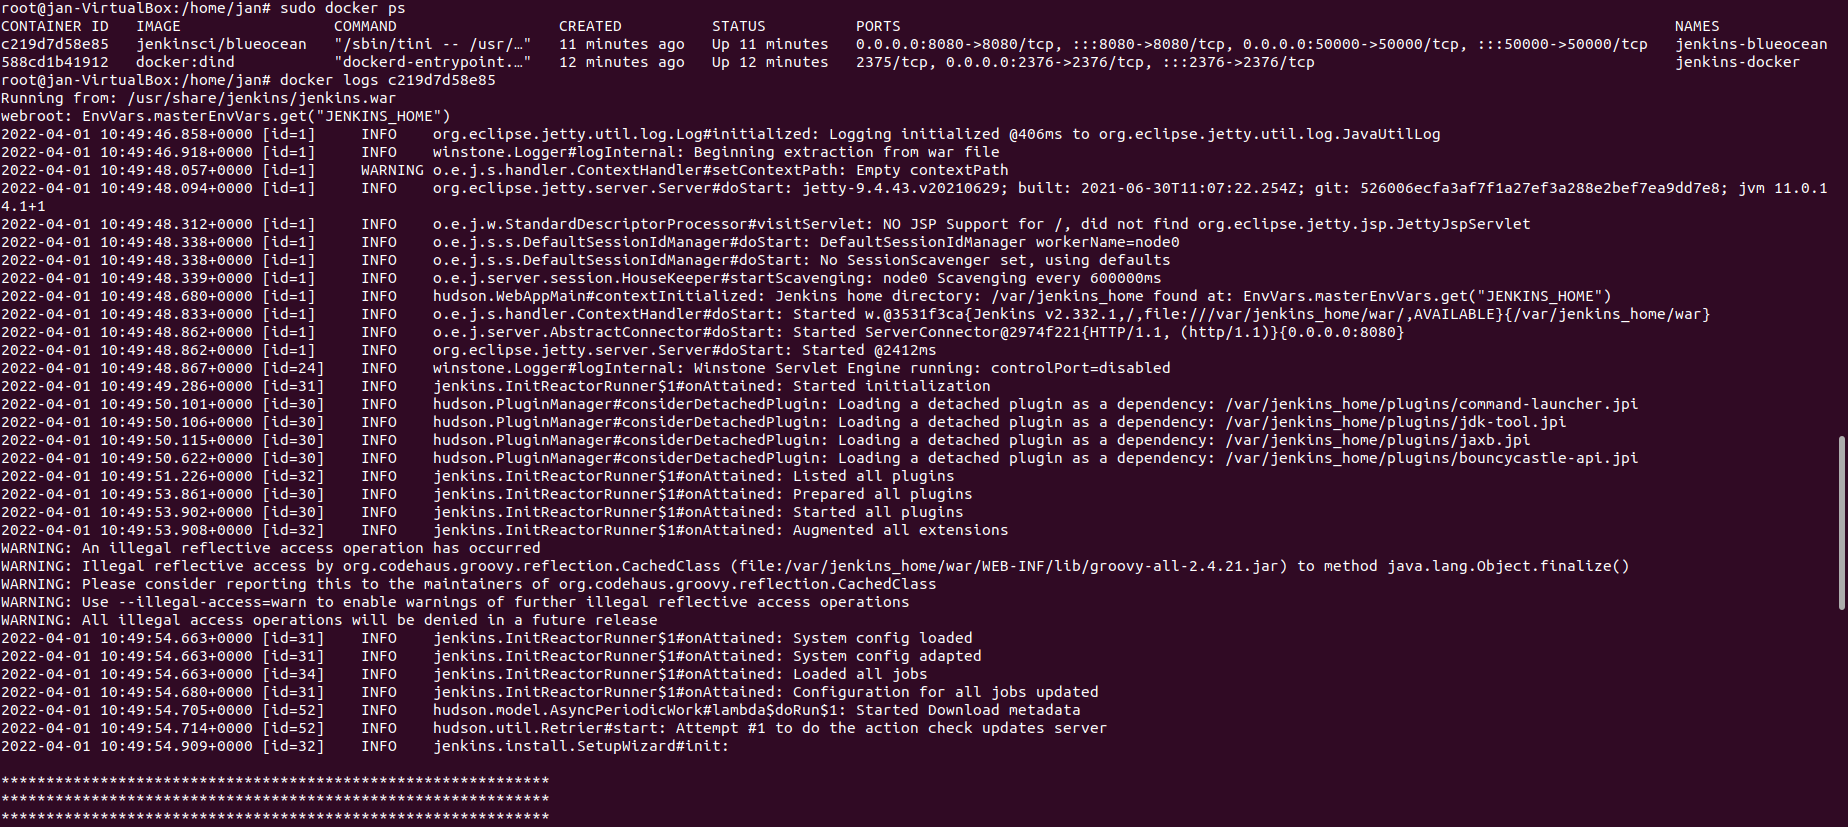 root@jan-VirtualBox:/home/jan# sudo docker ps
CONTAINER ID   IMAGE                 COMMAND                  CREATED          STATUS          PORTS                                                                                      NAMES
c219d7d58e85   jenkinsci/blueocean   "/sbin/tini -- /usr/…"   11 minutes ago   Up 11 minutes   0.0.0.0:8080->8080/tcp, :::8080->8080/tcp, 0.0.0.0:50000->50000/tcp, :::50000->50000/tcp   jenkins-blueocean
588cd1b41912   docker:dind           "dockerd-entrypoint.…"   12 minutes ago   Up 12 minutes   2375/tcp, 0.0.0.0:2376->2376/tcp, :::2376->2376/tcp                                        jenkins-docker
root@jan-VirtualBox:/home/jan# docker logs c219d7d58e85
Running from: /usr/share/jenkins/jenkins.war
webroot: EnvVars.masterEnvVars.get("JENKINS_HOME")
2022-04-01 10:49:46.858+0000 [id=1]     INFO    org.eclipse.jetty.util.log.Log#initialized: Logging initialized @406ms to org.eclipse.jetty.util.log.JavaUtilLog
2022-04-01 10:49:46.918+0000 [id=1]     INFO    winstone.Logger#logInternal: Beginning extraction from war file
2022-04-01 10:49:48.057+0000 [id=1]     WARNING o.e.j.s.handler.ContextHandler#setContextPath: Empty contextPath
2022-04-01 10:49:48.094+0000 [id=1]     INFO    org.eclipse.jetty.server.Server#doStart: jetty-9.4.43.v20210629; built: 2021-06-30T11:07:22.254Z; git: 526006ecfa3af7f1a27ef3a288e2bef7ea9dd7e8; jvm 11.0.1
4.1+1
2022-04-01 10:49:48.312+0000 [id=1]     INFO    o.e.j.w.StandardDescriptorProcessor#visitServlet: NO JSP Support for /, did not find org.eclipse.jetty.jsp.JettyJspServlet
2022-04-01 10:49:48.338+0000 [id=1]     INFO    o.e.j.s.s.DefaultSessionIdManager#doStart: DefaultSessionIdManager workerName=node0
2022-04-01 10:49:48.338+0000 [id=1]     INFO    o.e.j.s.s.DefaultSessionIdManager#doStart: No SessionScavenger set, using defaults
2022-04-01 10:49:48.339+0000 [id=1]     INFO    o.e.j.server.session.HouseKeeper#startScavenging: node0 Scavenging every 600000ms
2022-04-01 10:49:48.680+0000 [id=1]     INFO    hudson.WebAppMain#contextInitialized: Jenkins home directory: /var/jenkins_home found at: EnvVars.masterEnvVars.get("JENKINS_HOME")
2022-04-01 10:49:48.833+0000 [id=1]     INFO    o.e.j.s.handler.ContextHandler#doStart: Started w.@3531f3ca{Jenkins v2.332.1,/,file:///var/jenkins_home/war/,AVAILABLE}{/var/jenkins_home/war}
2022-04-01 10:49:48.862+0000 [id=1]     INFO    o.e.j.server.AbstractConnector#doStart: Started ServerConnector@2974f221{HTTP/1.1, (http/1.1)}{0.0.0.0:8080}
2022-04-01 10:49:48.862+0000 [id=1]     INFO    org.eclipse.jetty.server.Server#doStart: Started @2412ms
2022-04-01 10:49:48.867+0000 [id=24]    INFO    winstone.Logger#logInternal: Winstone Servlet Engine running: controlPort=disabled
2022-04-01 10:49:49.286+0000 [id=31]    INFO    jenkins.InitReactorRunner$1#onAttained: Started initialization
2022-04-01 10:49:50.101+0000 [id=30]    INFO    hudson.PluginManager#considerDetachedPlugin: Loading a detached plugin as a dependency: /var/jenkins_home/plugins/command-launcher.jpi
2022-04-01 10:49:50.106+0000 [id=30]    INFO    hudson.PluginManager#considerDetachedPlugin: Loading a detached plugin as a dependency: /var/jenkins_home/plugins/jdk-tool.jpi
2022-04-01 10:49:50.115+0000 [id=30]    INFO    hudson.PluginManager#considerDetachedPlugin: Loading a detached plugin as a dependency: /var/jenkins_home/plugins/jaxb.jpi
2022-04-01 10:49:50.622+0000 [id=30]    INFO    hudson.PluginManager#considerDetachedPlugin: Loading a detached plugin as a dependency: /var/jenkins_home/plugins/bouncycastle-api.jpi
2022-04-01 10:49:51.226+0000 [id=32]    INFO    jenkins.InitReactorRunner$1#onAttained: Listed all plugins
2022-04-01 10:49:53.861+0000 [id=30]    INFO    jenkins.InitReactorRunner$1#onAttained: Prepared all plugins
2022-04-01 10:49:53.902+0000 [id=30]    INFO    jenkins.InitReactorRunner$1#onAttained: Started all plugins
2022-04-01 10:49:53.908+0000 [id=32]    INFO    jenkins.InitReactorRunner$1#onAttained: Augmented all extensions
WARNING: An illegal reflective access operation has occurred
WARNING: Illegal reflective access by org.codehaus.groovy.reflection.CachedClass (file:/var/jenkins_home/war/WEB-INF/lib/groovy-all-2.4.21.jar) to method java.lang.Object.finalize()
WARNING: Please consider reporting this to the maintainers of org.codehaus.groovy.reflection.CachedClass
WARNING: Use --illegal-access=warn to enable warnings of further illegal reflective access operations
WARNING: All illegal access operations will be denied in a future release
2022-04-01 10:49:54.663+0000 [id=31]    INFO    jenkins.InitReactorRunner$1#onAttained: System config loaded
2022-04-01 10:49:54.663+0000 [id=31]    INFO    jenkins.InitReactorRunner$1#onAttained: System config adapted
2022-04-01 10:49:54.663+0000 [id=34]    INFO    jenkins.InitReactorRunner$1#onAttained: Loaded all jobs
2022-04-01 10:49:54.680+0000 [id=31]    INFO    jenkins.InitReactorRunner$1#onAttained: Configuration for all jobs updated
2022-04-01 10:49:54.705+0000 [id=52]    INFO    hudson.model.AsyncPeriodicWork#lambda$doRun$1: Started Download metadata
2022-04-01 10:49:54.714+0000 [id=52]    INFO    hudson.util.Retrier#start: Attempt #1 to do the action check updates server
2022-04-01 10:49:54.909+0000 [id=32]    INFO    jenkins.install.SetupWizard#init:
*************************************************************
*************************************************************
*************************************************************